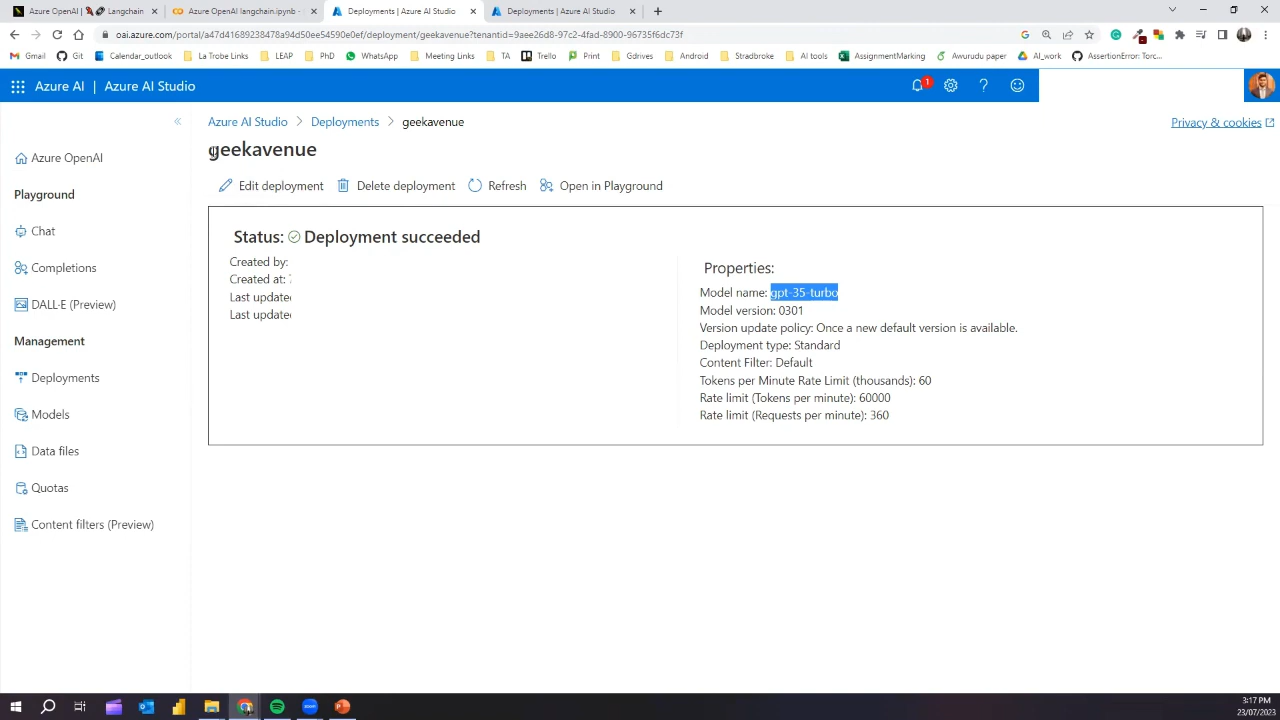 Azure OpenAI | 🦜🔗 Langchain
Azure OpenAI langchain.ipynb -
Deployments | Azure AI Studio
Deployments | Azure AI Studio
oai.azure.com/portal/a47d41689238478a94d50ee54590e0ef/deployment/geekavenue?tenantid=9aee26d8-97c2-4fad-8900-96735f6dc73f
Gmail
Git
Calendar_outlook
La Trobe Links
LEAP
PhD
WhatsApp
Meeting Links
TA
Trello
Print
Gdrives
Android
Stradbroke
AI tools
AssignmentMarking
Awurudu paper
AI_work
AssertionError: Torc...
Azure AI | Azure AI Studio
1
Azure AI Studio > Deployments > geekavenue
Privacy & cookies
geekavenue
Edit deployment
Delete deployment
Refresh
Open in Playground
Azure OpenAI
Playground
Chat
Completions
DALL·E (Preview)
Management
Deployments
Models
Data files
Quotas
Content filters (Preview)
Status: Deployment succeeded
Created by:
Created at:
Last updated
Last updated
Properties:
Model name: gpt-35-turbo
Model version: 0301
Version update policy: Once a new default version is available.
Deployment type: Standard
Content Filter: Default
Tokens per Minute Rate Limit (thousands): 60
Rate limit (Tokens per minute): 60000
Rate limit (Requests per minute): 360
zoom
3:17 PM
23/07/2023